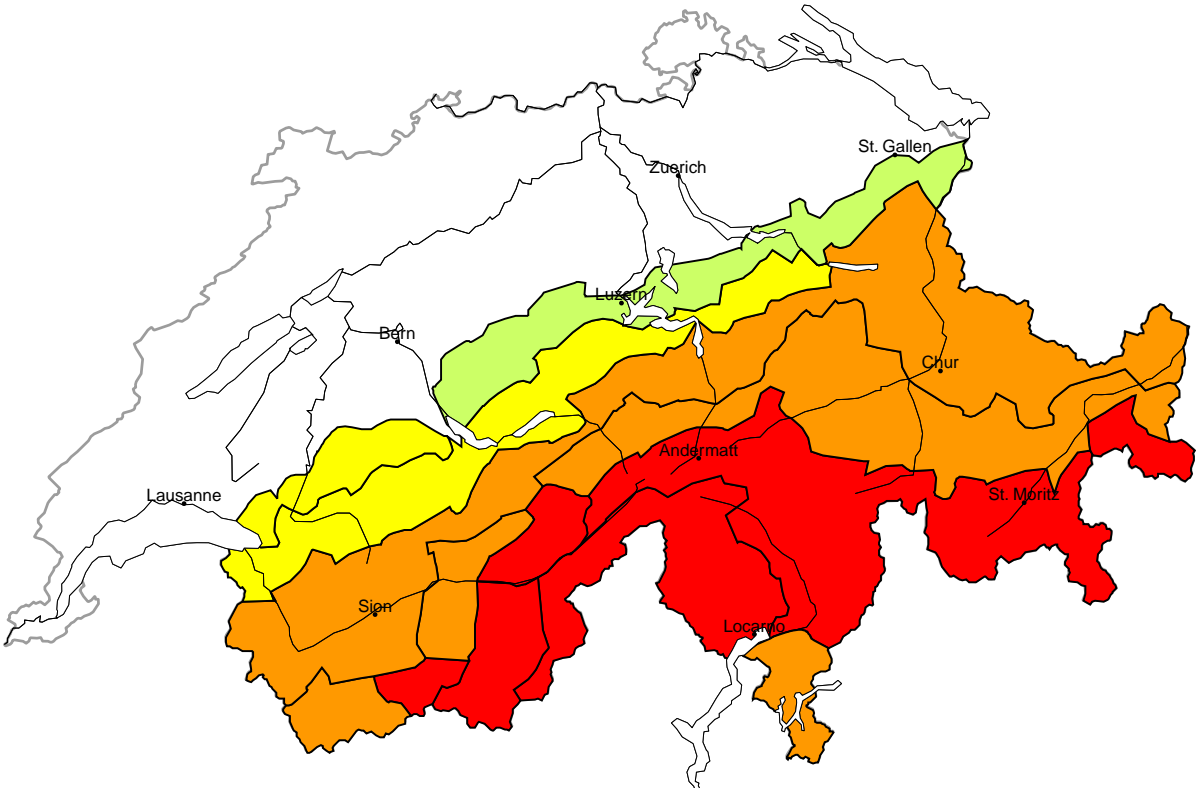 St. Gallen
Zuerich
Luzern
Bern
Chur
Andermatt
Lausanne
St. Moritz
Sion
Locarno